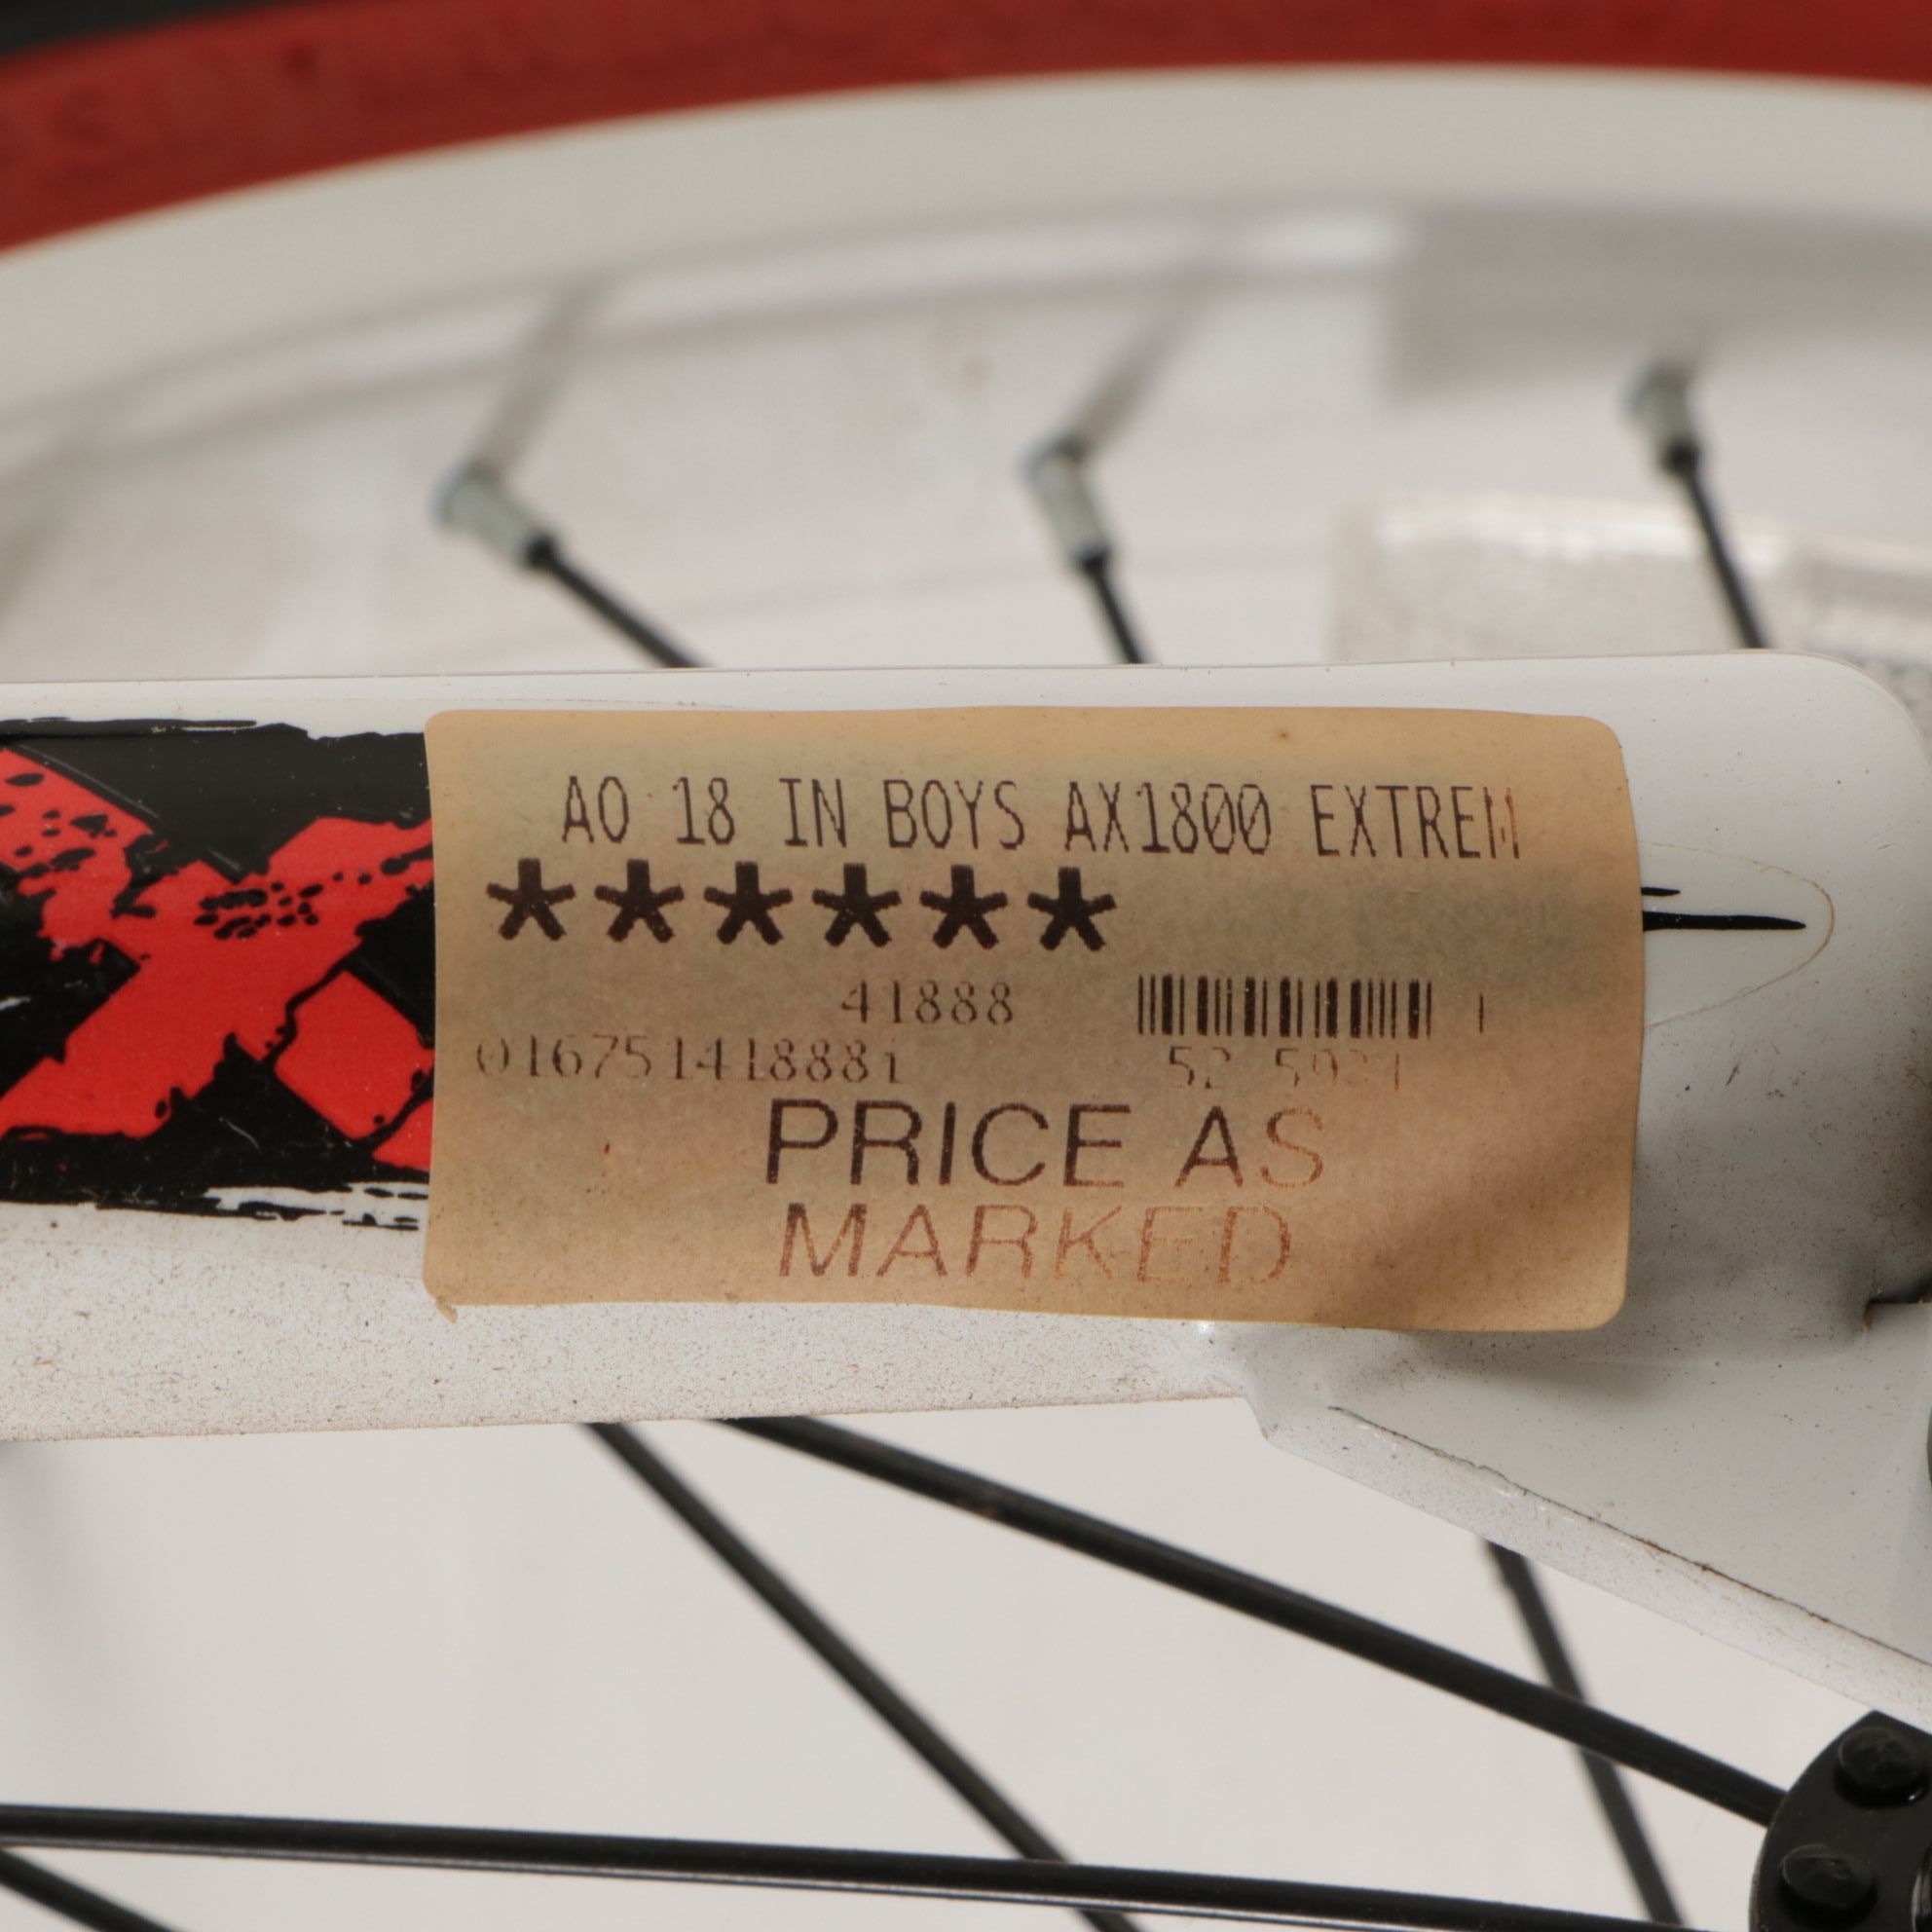 AO 18 IN BOYS AX1800 EXTREM
******
41888
016751418881
PRICE AS
MARKED